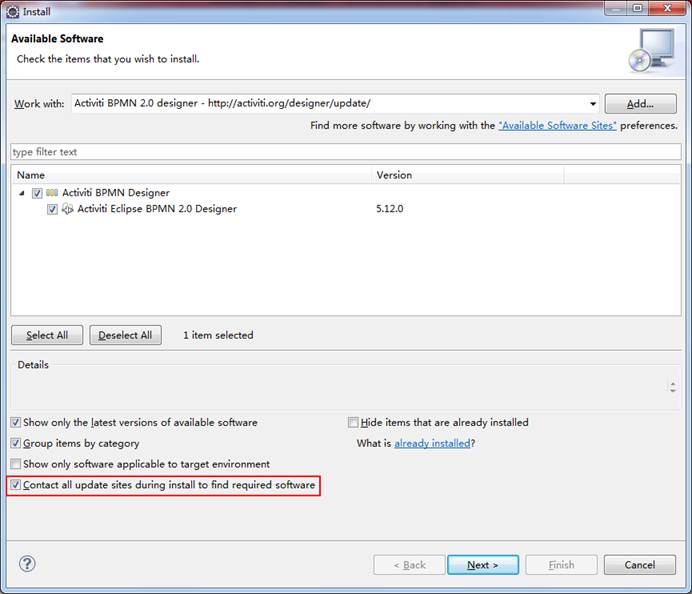 Install
Available Software
Check the items that you wish to install.
Work with: Activiti BPMN 2.0 designer - http://activiti.org/designer/update/ Add...
Find more software by working with the "Available Software Sites" preferences.
type filter text
Name Version
Activiti BPMN Designer
Activiti Eclipse BPMN 2.0 Designer 5.12.0
Select All Deselect All 1 item selected
Details
Show only the latest versions of available software Hide items that are already installed
Group items by category What is already installed?
Show only software applicable to target environment
Contact all update sites during install to find required software
? < Back Next > Finish Cancel